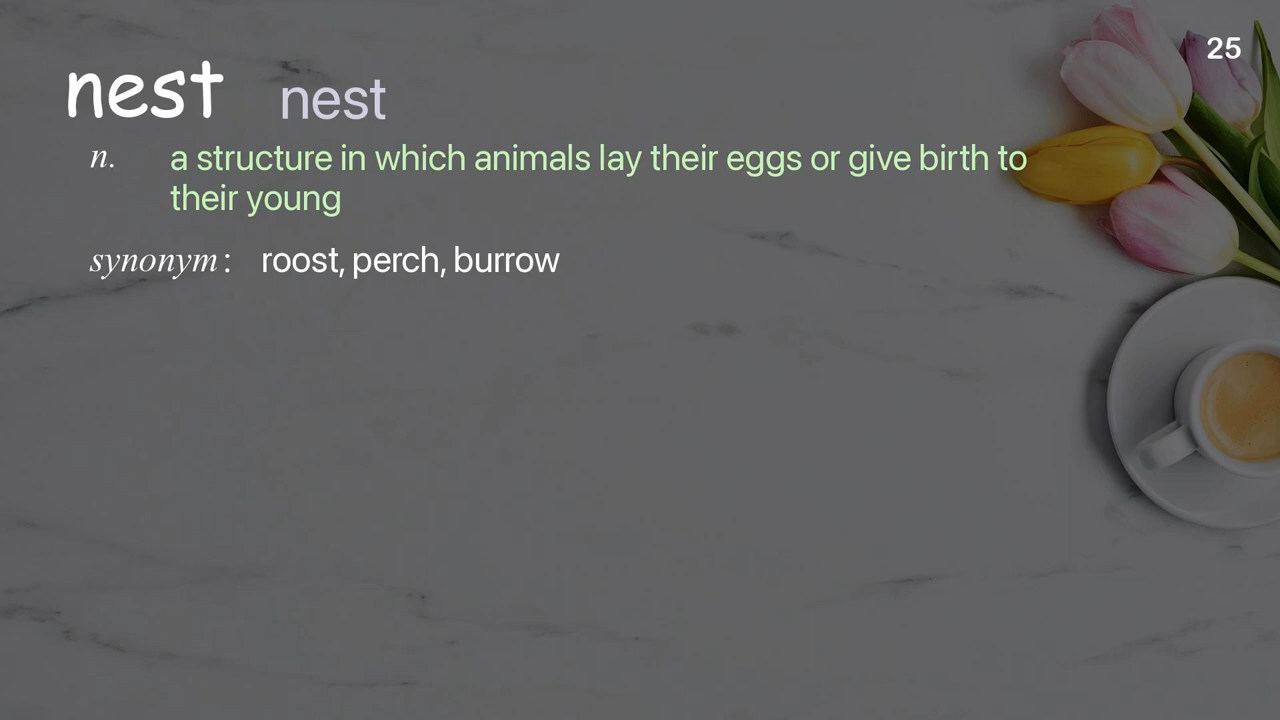 25
nest nest
n. a structure in which animals lay their eggs or give birth to
their young
synonym: roost, perch, burrow